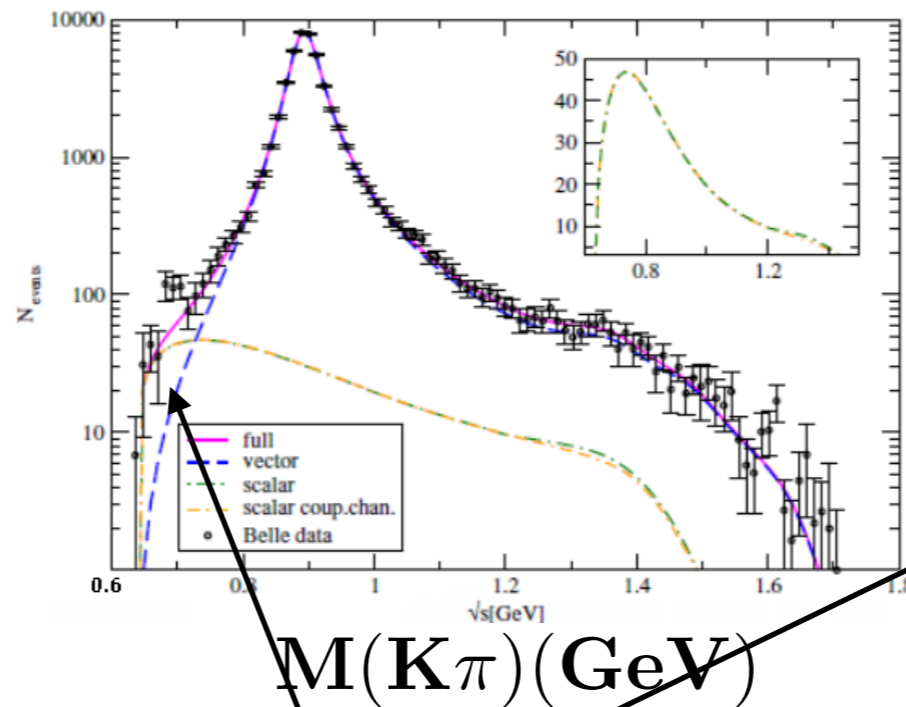 10000
1000
100
10
N events
50
40
30
20
10
0.8
1.2
full
vector
scalar
scalar coup.chan.
Belle data
0.6
0.8
1
1.2
1.4
1.6
1.8
√s[GeV]
M(Kπ)(GeV)